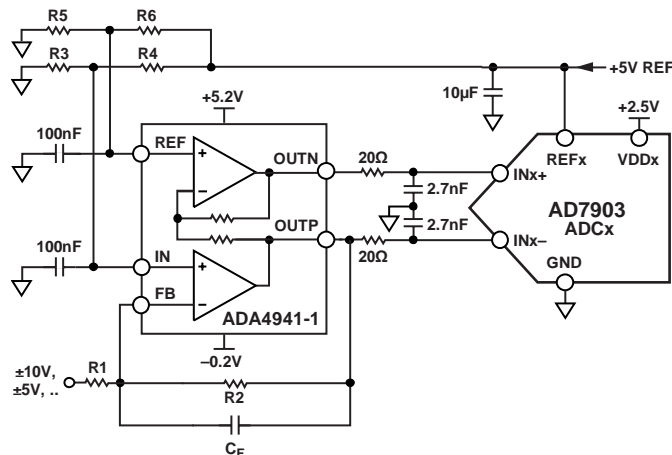 R5
R6
R3
R4
+5V REF
10µF
+5.2V
+2.5V
100nF
REF
OUTN
20Ω
REFx
VDDx
INx+
2.7nF
AD7903
ADCx
2.7nF
OUTP
INx–
100nF
IN
20Ω
GND
FB
ADA4941-1
–0.2V
±10V,
±5V, ..
R1
R2
CF